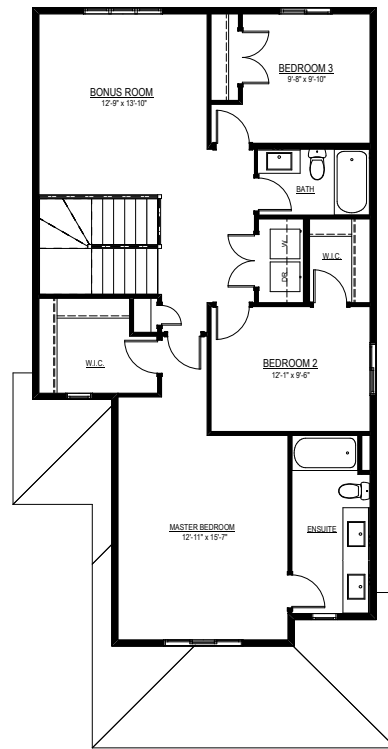 BEDROOM 3
9'-8" x 9'-10"
BONUS ROOM
12'-9" x 13'-10"
BATH
W.
DR.
W.I.C.
W.I.C.
BEDROOM 2
12'-1" x 9'-6"
MASTER BEDROOM
12'-11" x 15'-7"
ENSUITE